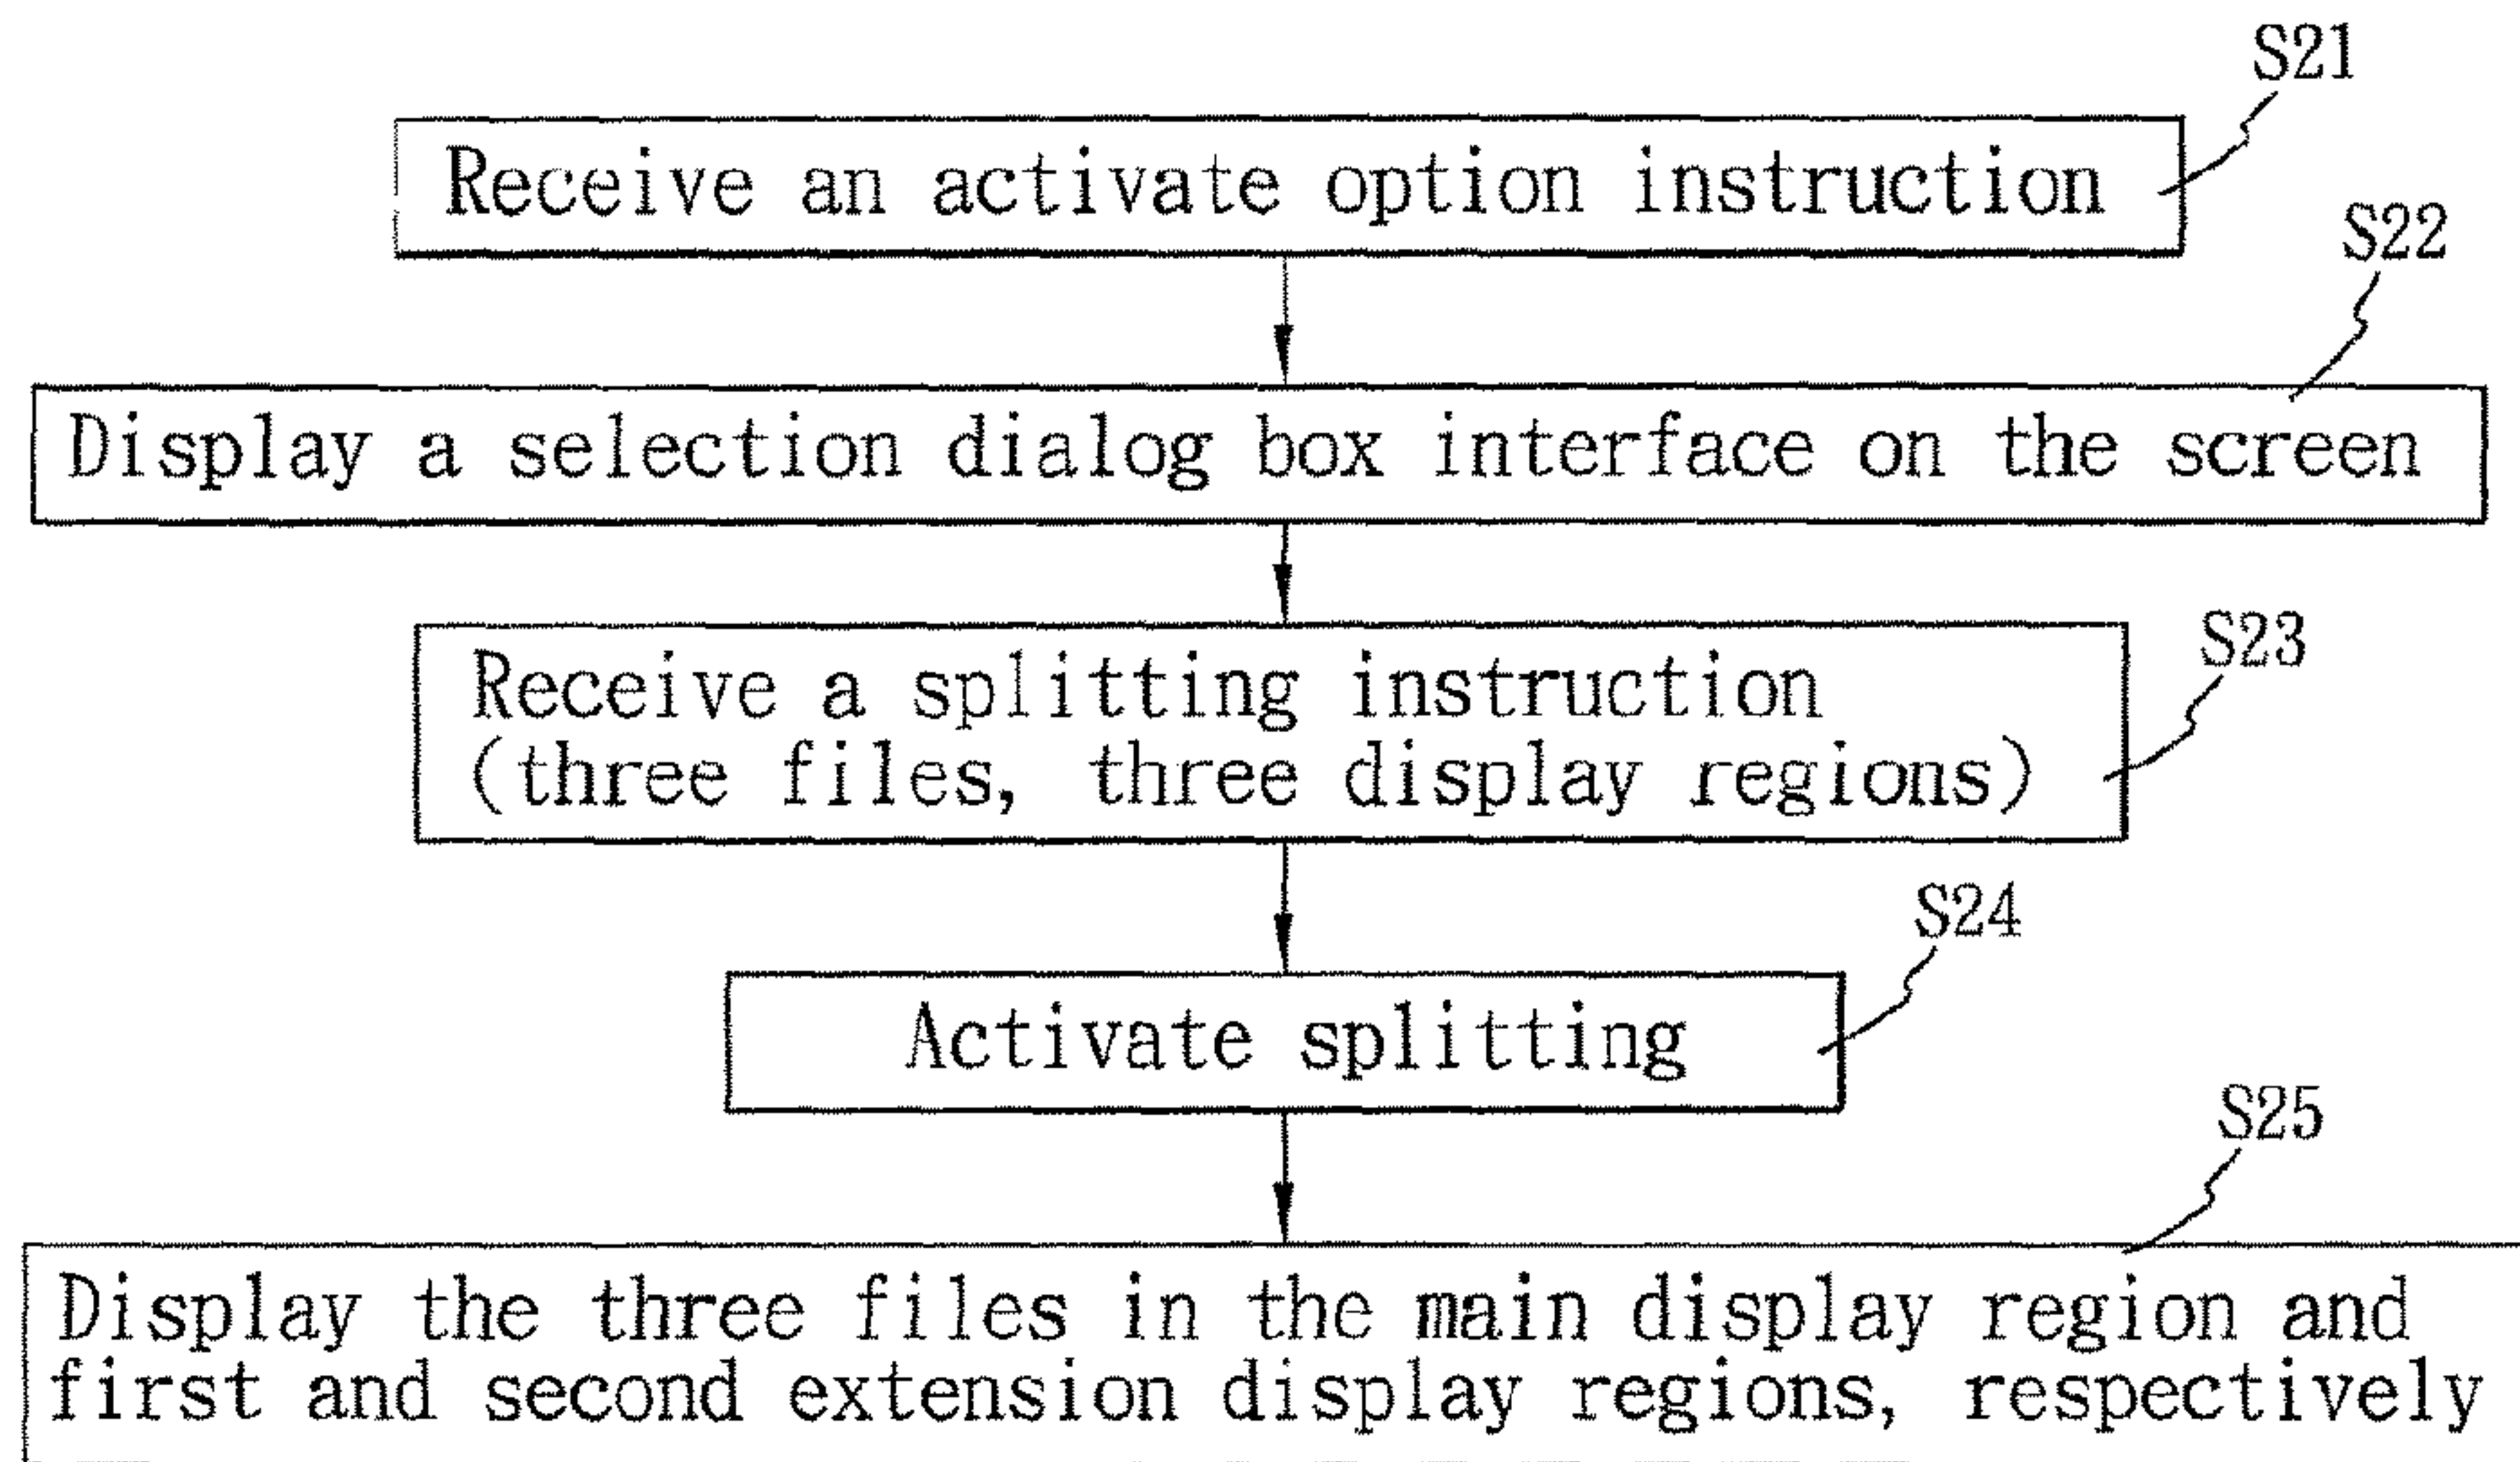 S21
Receive an activate option instruction
S22
Display a selection dialog box interface on the screen
S23
Receive a splitting instruction
(three files, three display regions)
S24
Activate splitting
S25
Display the three files in the main display region and
first and second extension display regions, respectively